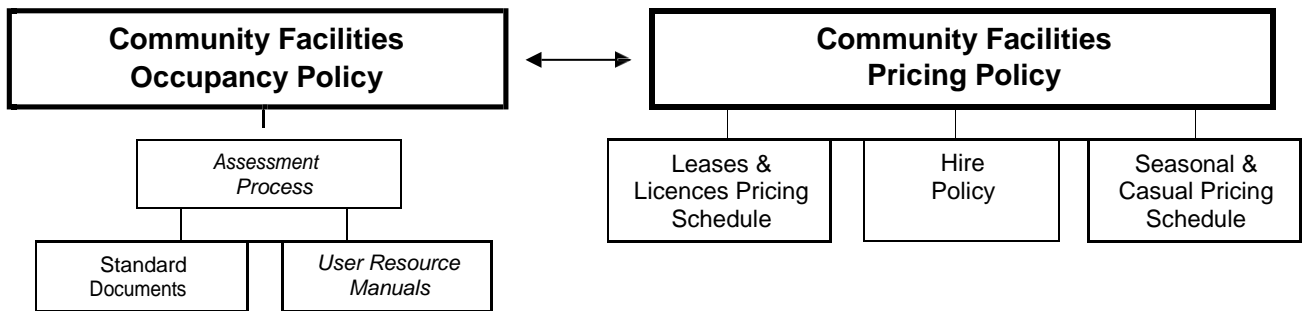 Community Facilities
Occupancy Policy
Community Facilities
Pricing Policy
Assessment
Process
Standard
Documents
User Resource
Manuals
Leases &
Licences Pricing
Schedule
Hire
Policy
Seasonal &
Casual Pricing
Schedule